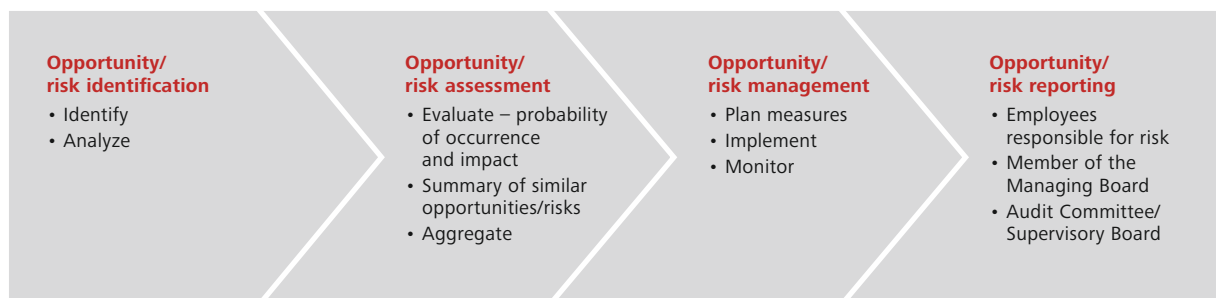 Opportunity/
risk identification
• Identify
• Analyze
Opportunity/
risk assessment
• Evaluate – probability
of occurrence
and impact
• Summary of similar
opportunities/risks
• Aggregate
Opportunity/
risk management
• Plan measures
• Implement
• Monitor
Opportunity/
risk reporting
• Employees
responsible for risk
• Member of the
Managing Board
• Audit Committee/
Supervisory Board